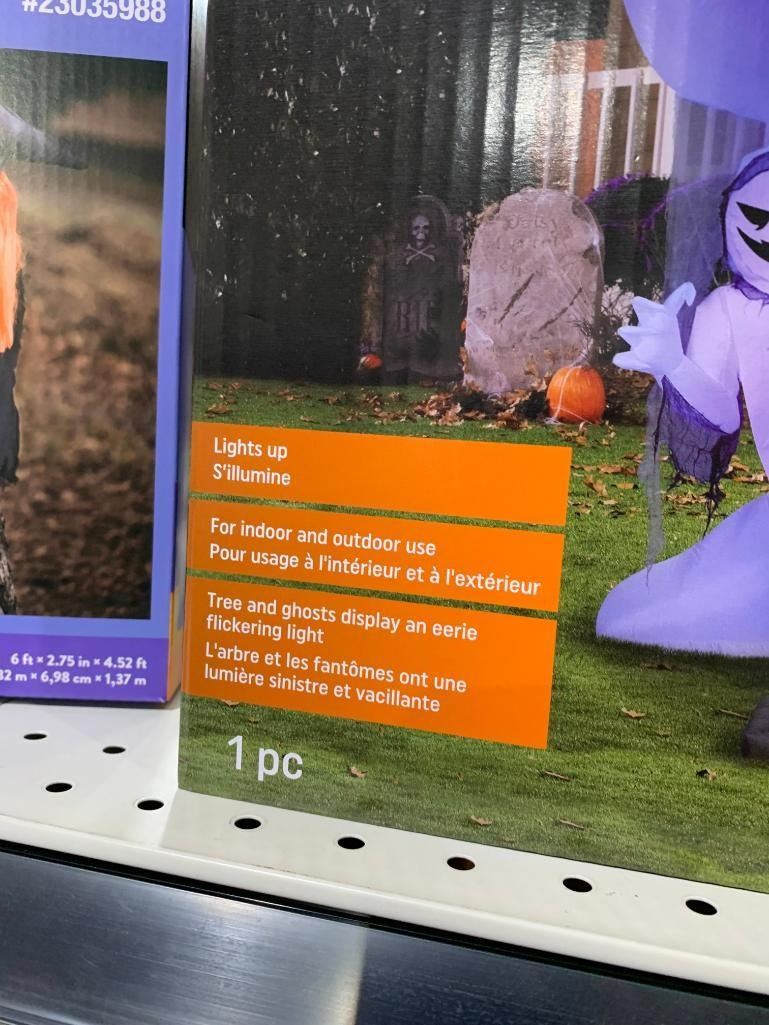 #23035988
6 ft × 2.75 in × 4.52 ft
32 m × 6,98 cm × 1,37 m
RIP
Lights up
S'illumine
For indoor and outdoor use
Pour usage à l'intérieur et à l'extérieur
Tree and ghosts display an eerie
flickering light
L'arbre et les fantômes ont une
lumière sinistre et vacillante
1 pc